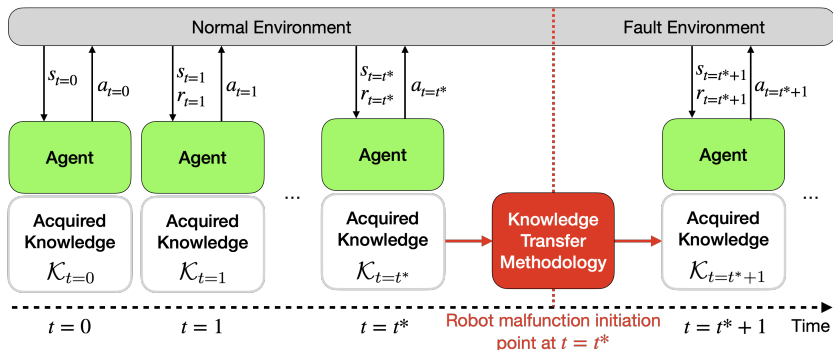 Normal Environment
Fault Environment
s_{t=0}
a_{t=0}
s_{t=1}
r_{t=1}
a_{t=1}
s_{t=t*}
r_{t=t*}
a_{t=t*}
s_{t=t*+1}
r_{t=t*+1}
a_{t=t*+1}
Agent
Agent
Agent
Agent
Acquired
Knowledge
𝒦_{t=0}
Acquired
Knowledge
𝒦_{t=1}
...
Acquired
Knowledge
𝒦_{t=t*}
Knowledge
Transfer
Methodology
Acquired
Knowledge
𝒦_{t=t*+1}
...
t = 0
t = 1
t = t*
Robot malfunction initiation
point at t = t*
t = t* + 1
Time